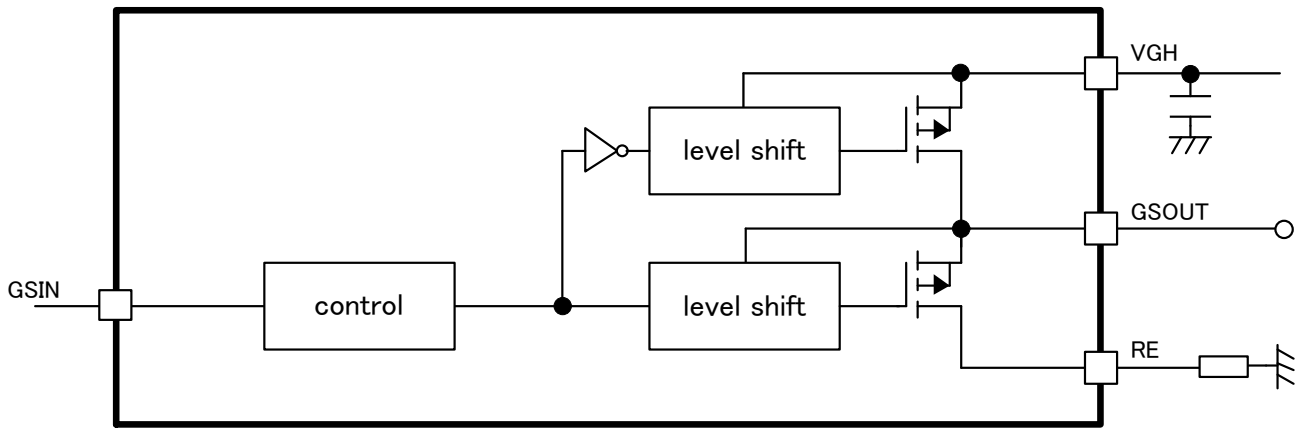 VGH
level shift
GSOUT
GSIN
control
level shift
RE